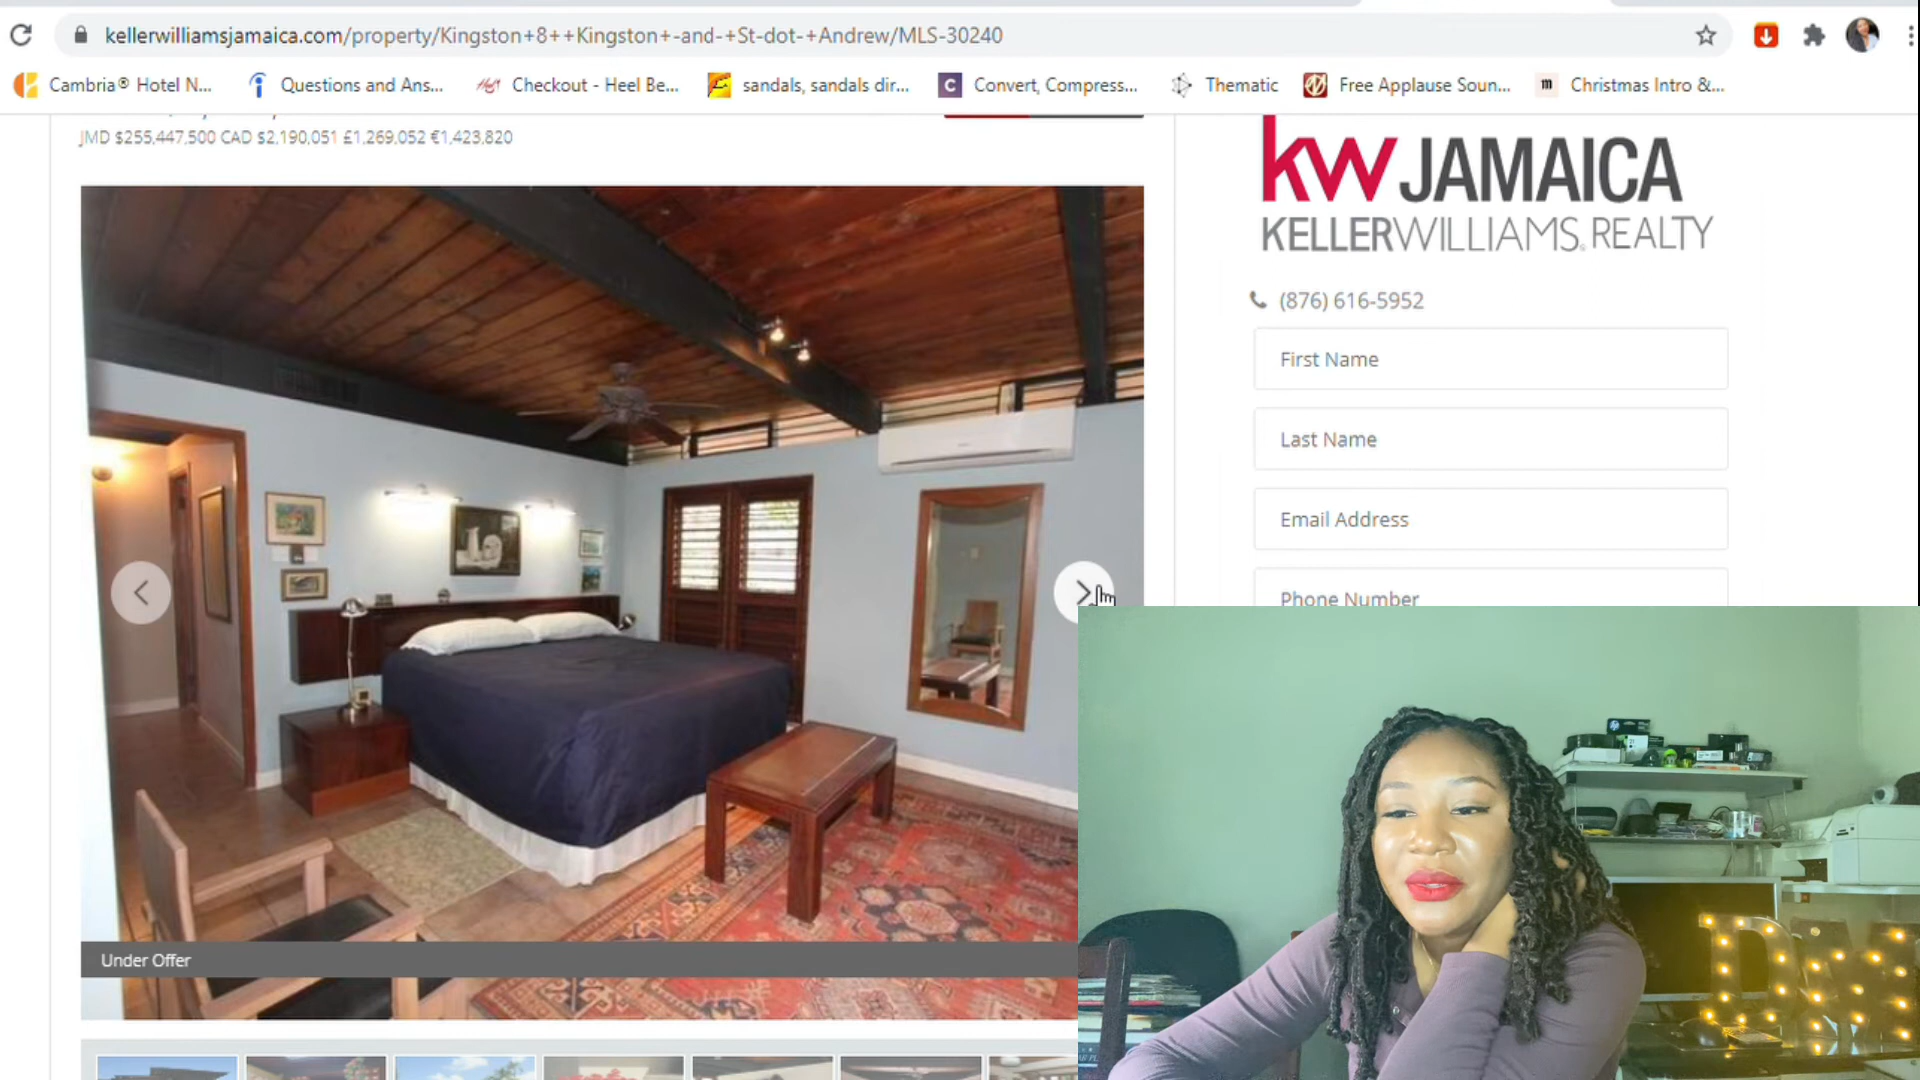 kellerwilliamsjamaica.com/property/Kingston+8++Kingston+-and-+St-dot-+Andrew/MLS-30240
Cambria® Hotel N...
Questions and Ans...
Checkout - Heel Be...
sandals, sandals dir...
C
Convert, Compress...
Thematic
Free Applause Soun...
m
Christmas Intro &...
JMD $255,447,500 CAD $2,190,051 £1,269,052 €1,423,820
kw JAMAICA
KELLERWILLIAMS. REALTY
(876) 616-5952
First Name
Last Name
Email Address
Phone Number
Under Offer